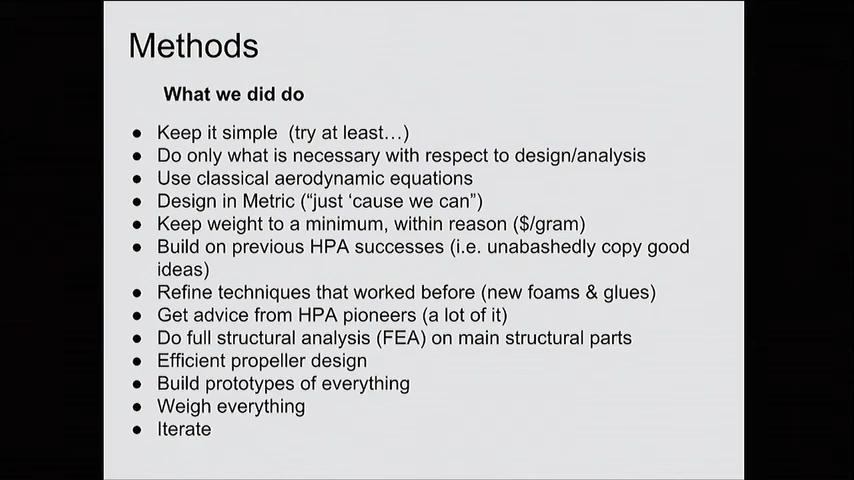 Methods
What we did do
● Keep it simple  (try at least…)
● Do only what is necessary with respect to design/analysis
● Use classical aerodynamic equations
● Design in Metric (“just ‘cause we can”)
● Keep weight to a minimum, within reason ($/gram)
● Build on previous HPA successes (i.e. unabashedly copy good
ideas)
● Refine techniques that worked before (new foams & glues)
● Get advice from HPA pioneers (a lot of it)
● Do full structural analysis (FEA) on main structural parts
● Efficient propeller design
● Build prototypes of everything
● Weigh everything
● Iterate